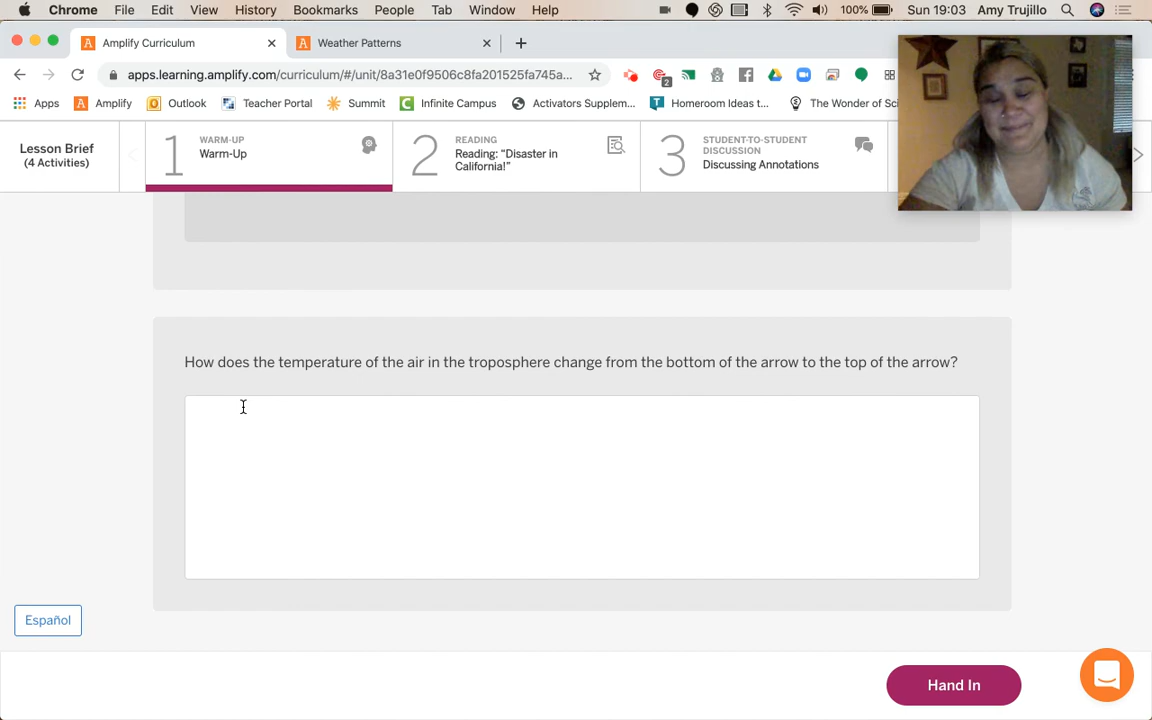 Chrome File Edit View History Bookmarks People Tab Window Help 100% Sun 19:03 Amy Trujillo
Amplify Curriculum Weather Patterns
apps.learning.amplify.com/curriculum/#/unit/8a31e0f9506c8fa201525fa745a... 2
Apps Amplify Outlook Teacher Portal Summit Infinite Campus Activators Supplem... Homeroom Ideas t... The Wonder of Sci
Lesson Brief
(4 Activities)
1
WARM-UP
Warm-Up
2
READING
Reading: "Disaster in
California!"
3
STUDENT-TO-STUDENT
DISCUSSION
Discussing Annotations
How does the temperature of the air in the troposphere change from the bottom of the arrow to the top of the arrow?
Español
Hand In